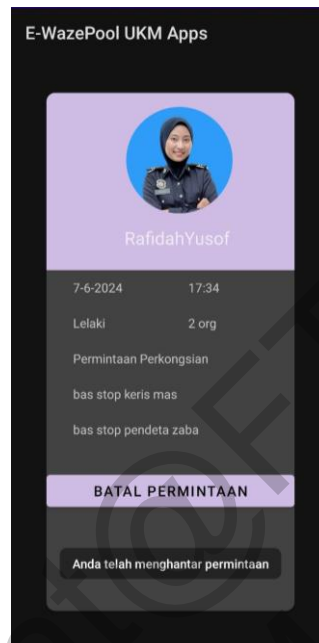 E-WazePool UKM Apps
RafidahYusof
7-6-2024 17:34
Lelaki 2 org
Permintaan Perkongsian
bas stop keris mas
bas stop pendeta zaba
BATAL PERMINTAAN
Anda telah menghantar permintaan